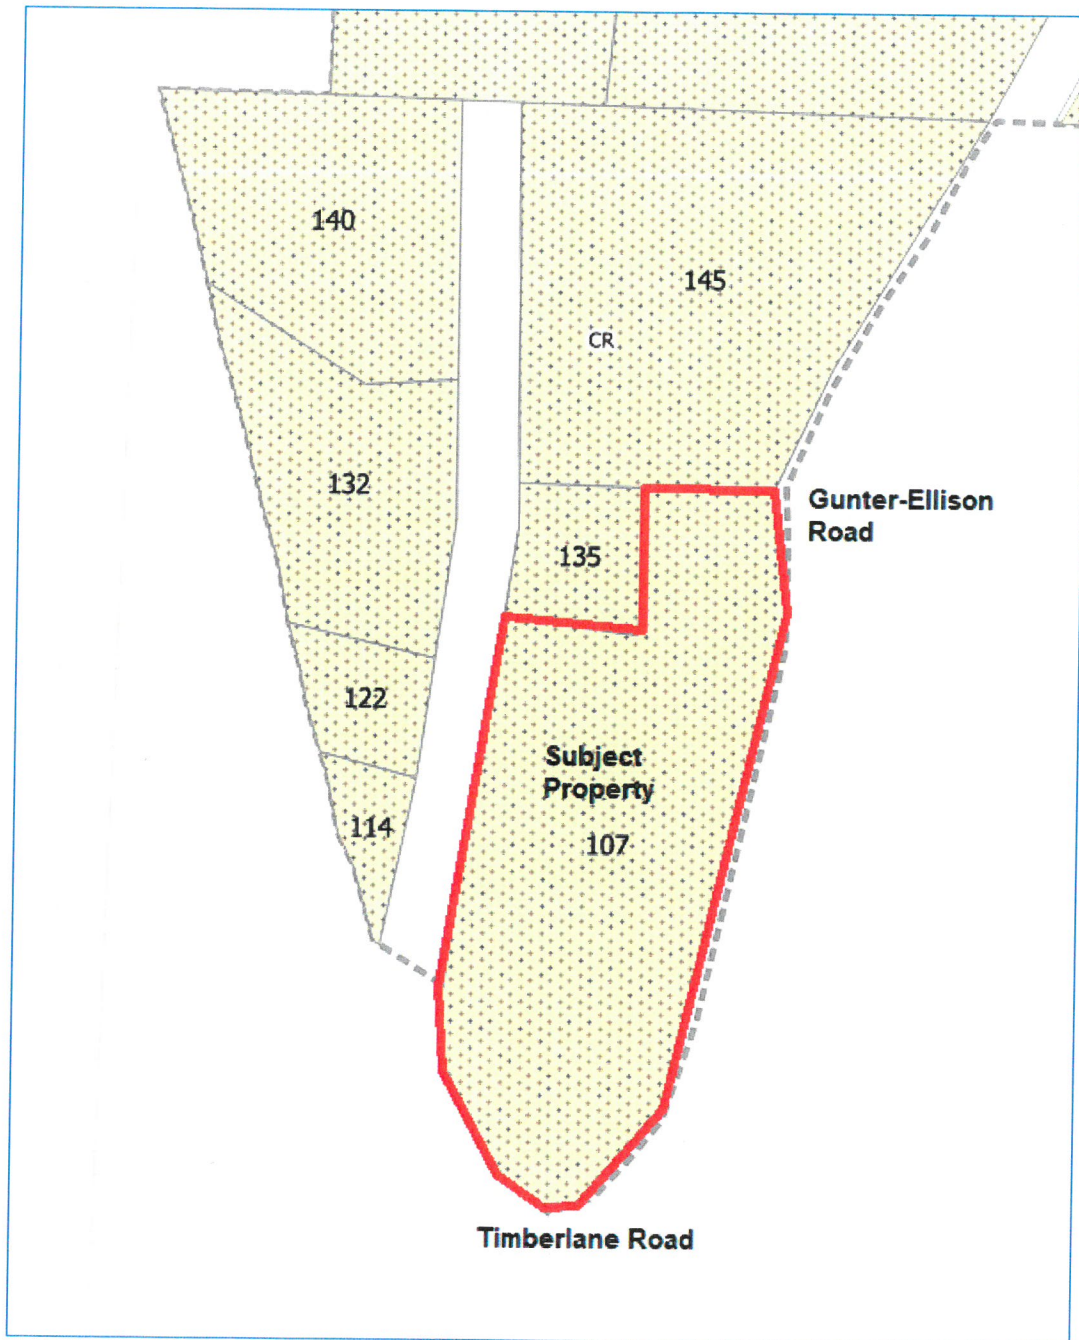 140
145
CR
132
Gunter-Ellison
Road
135
122
Subject
Property
114
107
Timberlane Road